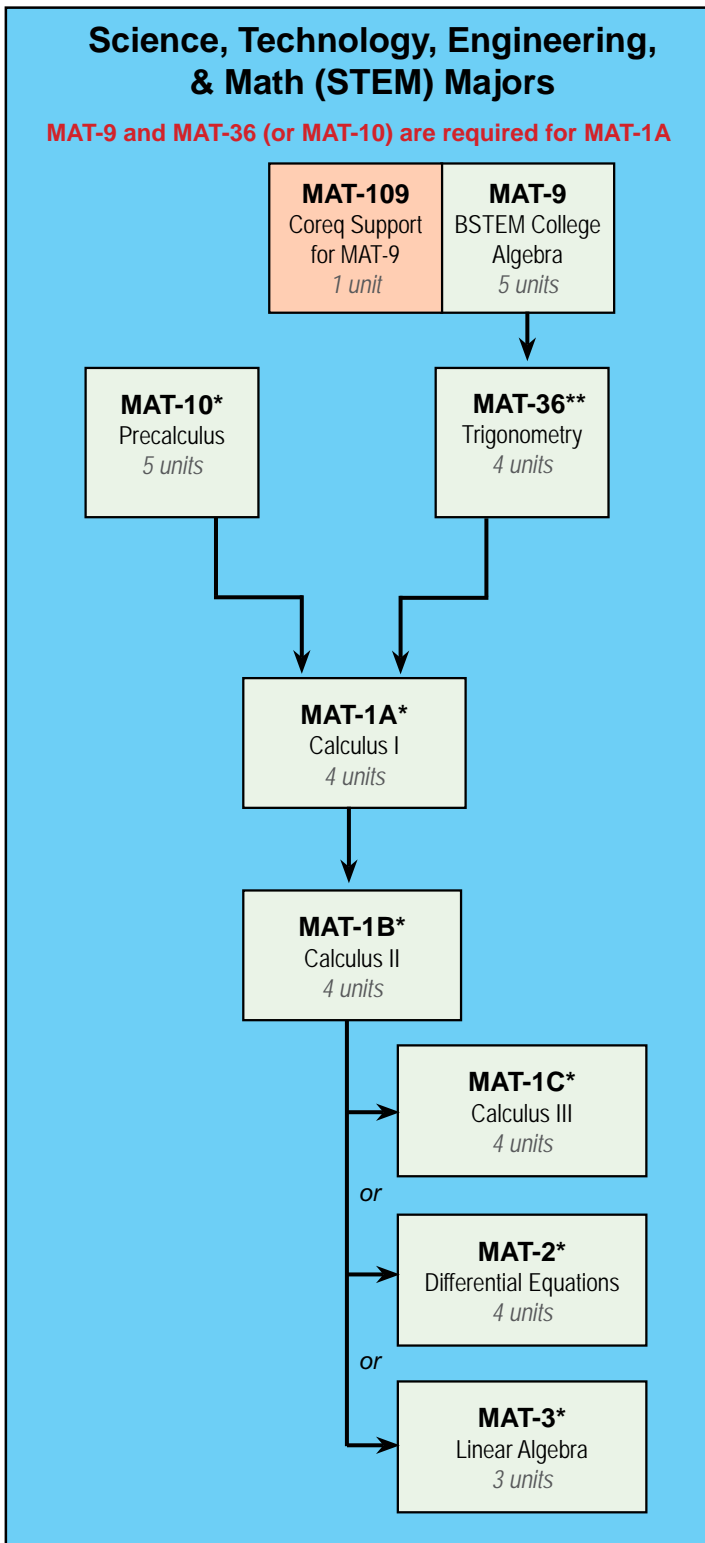 Science, Technology, Engineering,
& Math (STEM) Majors
MAT-9 and MAT-36 (or MAT-10) are required for MAT-1A
MAT-109
Coreq Support
for MAT-9
1 unit
MAT-9
BSTEM College
Algebra
5 units
MAT-10*
Precalculus
5 units
MAT-36**
Trigonometry
4 units
MAT-1A*
Calculus I
4 units
MAT-1B*
Calculus II
4 units
MAT-1C*
Calculus III
4 units
or
MAT-2*
Differential Equations
4 units
or
MAT-3*
Linear Algebra
3 units